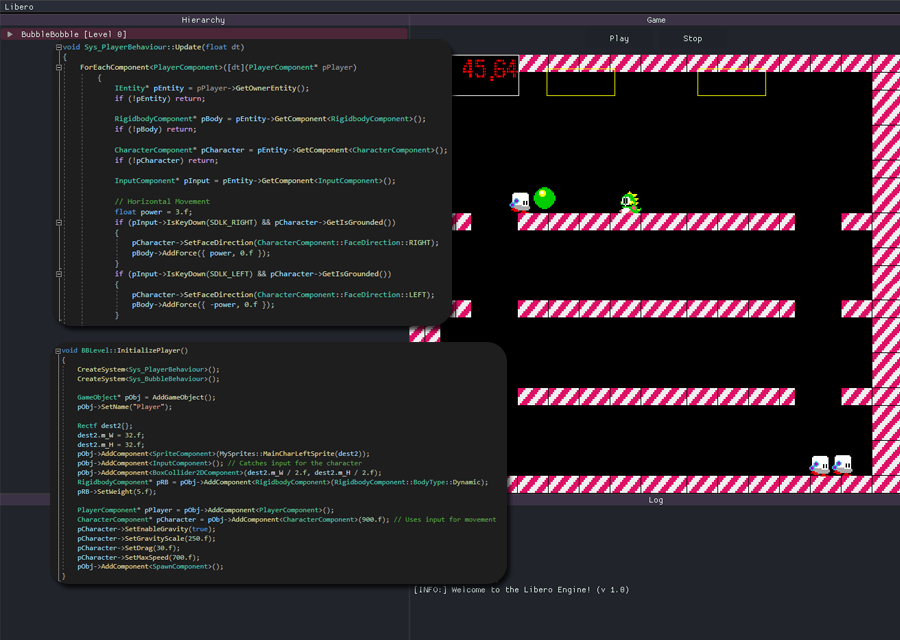 Libero
Hierarchy
Game
BubbleBobble [Level 0]
Play Stop
45,64
void Sys_PlayerBehaviour::Update(float dt)
{
ForEachComponent<PlayerComponent>([dt](PlayerComponent* pPlayer)
{
IEntity* pEntity = pPlayer->GetOwnerEntity();
if (!pEntity) return;
RigidbodyComponent* pBody = pEntity->GetComponent<RigidbodyComponent>();
if (!pBody) return;
CharacterComponent* pCharacter = pEntity->GetComponent<CharacterComponent>();
if (!pCharacter) return;
InputComponent* pInput = pEntity->GetComponent<InputComponent>();
// Horizontal Movement
float power = 3.f;
if (pInput->IsKeyDown(SDLK_RIGHT) && pCharacter->GetIsGrounded())
{
pCharacter->SetFaceDirection(CharacterComponent::FaceDirection::RIGHT);
pBody->AddForce({ power, 0.f });
}
if (pInput->IsKeyDown(SDLK_LEFT) && pCharacter->GetIsGrounded())
{
pCharacter->SetFaceDirection(CharacterComponent::FaceDirection::LEFT);
pBody->AddForce({ -power, 0.f });
}
void BBLevel::InitializePlayer()
{
CreateSystem<Sys_PlayerBehaviour>();
CreateSystem<Sys_BubbleBehaviour>();
GameObject* pObj = AddGameObject();
pObj->SetName("Player");
Rectf dest2{};
dest2.m_W = 32.f;
dest2.m_H = 32.f;
pObj->AddComponent<SpriteComponent>(MySprites::MainCharLeftSprite(dest2));
pObj->AddComponent<InputComponent>(); // Catches input for the character
pObj->AddComponent<BoxCollider2DComponent>(dest2.m_W / 2.f, dest2.m_H / 2.f);
RigidbodyComponent* pRB = pObj->AddComponent<RigidbodyComponent>(RigidbodyComponent::BodyType::Dynamic);
pRB->SetWeight(5.f);
PlayerComponent* pPlayer = pObj->AddComponent<PlayerComponent>();
CharacterComponent* pCharacter = pObj->AddComponent<CharacterComponent>(900.f); // Uses input for movement
pCharacter->SetEnableGravity(true);
pCharacter->SetGravityScale(250.f);
pCharacter->SetDrag(30.f);
pCharacter->SetMaxSpeed(700.f);
pObj->AddComponent<SpawnComponent>();
}
Log
[INFO:] Welcome to the Libero Engine! (v 1.0)